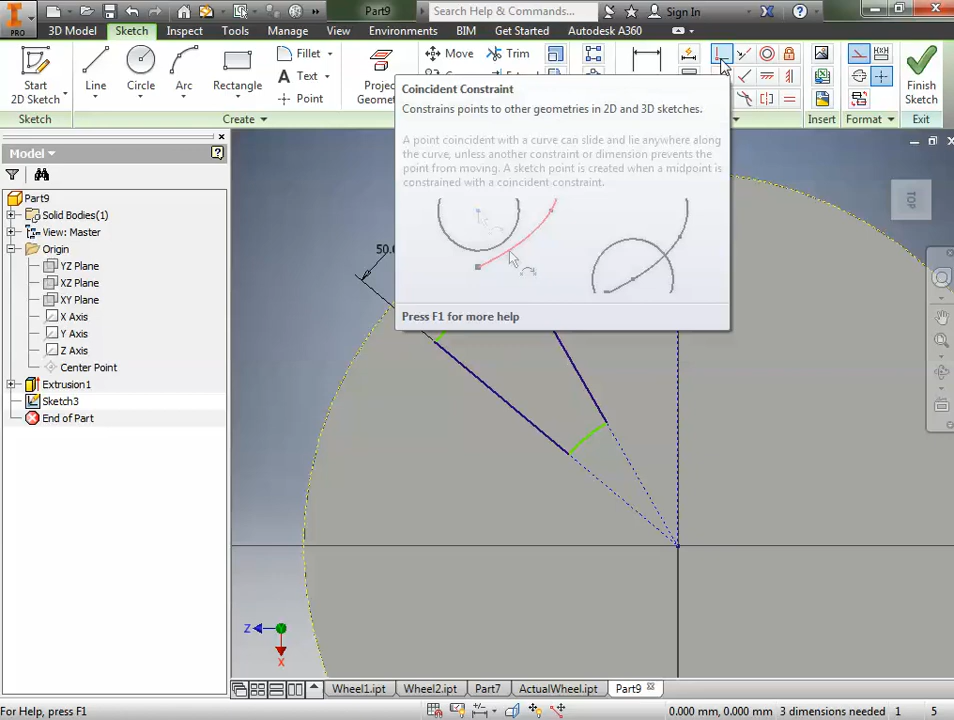 Part9
Search Help & Commands...
Sign In
PRO
3D Model
Sketch
Inspect
Tools
Manage
View
Environments
BIM
Get Started
Autodesk A360
Start
2D Sketch
Line
Circle
Arc
Rectangle
Fillet
Text
Point
Project
Geome
Move
Trim
Finish
Sketch
Sketch
Create
Insert
Format
Exit
Coincident Constraint
Constrains points to other geometries in 2D and 3D sketches.
A point coincident with a curve can slide and lie anywhere along
the curve, unless another constraint or dimension prevents the
point from moving. A sketch point is created when a midpoint is
constrained with a coincident constraint.
Press F1 for more help
Model
Part9
Solid Bodies(1)
View: Master
Origin
YZ Plane
XZ Plane
XY Plane
X Axis
Y Axis
Z Axis
Center Point
Extrusion1
Sketch3
End of Part
50.
TOP
Z
X
Wheel1.ipt
Wheel2.ipt
Part7
ActualWheel.ipt
Part9
For Help, press F1
0.000 mm, 0.000 mm
3 dimensions needed
1
5